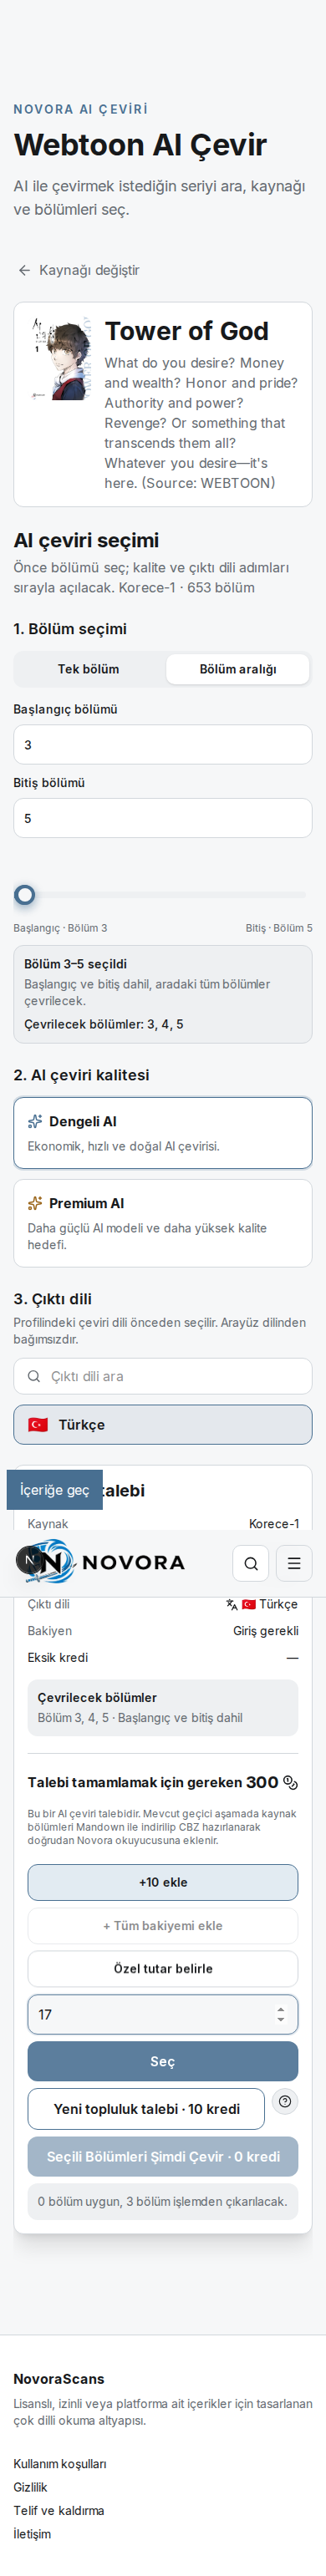 NOVORA AI ÇEVİRİ
Webtoon AI Çevir
AI ile çevirmek istediğin seriyi ara, kaynağı
ve bölümleri seç.
Kaynağı değiştir
Tower of God
What do you desire? Money
and wealth? Honor and pride?
Authority and power?
Revenge? Or something that
transcends them all?
Whatever you desire—it's
here. (Source: WEBTOON)
AI çeviri seçimi
Önce bölümü seç; kalite ve çıktı dili adımları
sırayla açılacak. Korece-1 · 653 bölüm
1. Bölüm seçimi
Tek bölüm
Bölüm aralığı
Başlangıç bölümü
3
Bitiş bölümü
5
Başlangıç · Bölüm 3
Bitiş · Bölüm 5
Bölüm 3–5 seçildi
Başlangıç ve bitiş dahil, aradaki tüm bölümler
çevrilecek.
Çevrilecek bölümler: 3, 4, 5
2. AI çeviri kalitesi
Dengeli AI
Ekonomik, hızlı ve doğal AI çevirisi.
Premium AI
Daha güçlü AI modeli ve daha yüksek kalite
hedefi.
3. Çıktı dili
Profilindeki çeviri dili önceden seçilir. Arayüz dilinden
bağımsızdır.
Çıktı dili ara
Türkçe
İçeriğe geç
talebi
Kaynak
Korece-1
NOVORA
Çıktı dili
Türkçe
Bakiyen
Giriş gerekli
Eksik kredi
—
Çevrilecek bölümler
Bölüm 3, 4, 5 · Başlangıç ve bitiş dahil
Talebi tamamlamak için gereken 300
Bu bir AI çeviri talebidir. Mevcut geçici aşamada kaynak
bölümleri Mandown ile indirilip CBZ hazırlanarak
doğrudan Novora okuyucusuna eklenir.
+10 ekle
+ Tüm bakiyemi ekle
Özel tutar belirle
17
Seç
Yeni topluluk talebi · 10 kredi
Seçili Bölümleri Şimdi Çevir · 0 kredi
0 bölüm uygun, 3 bölüm işlemden çıkarılacak.
NovoraScans
Lisanslı, izinli veya platforma ait içerikler için tasarlanan
çok dilli okuma altyapısı.
Kullanım koşulları
Gizlilik
Telif ve kaldırma
İletişim